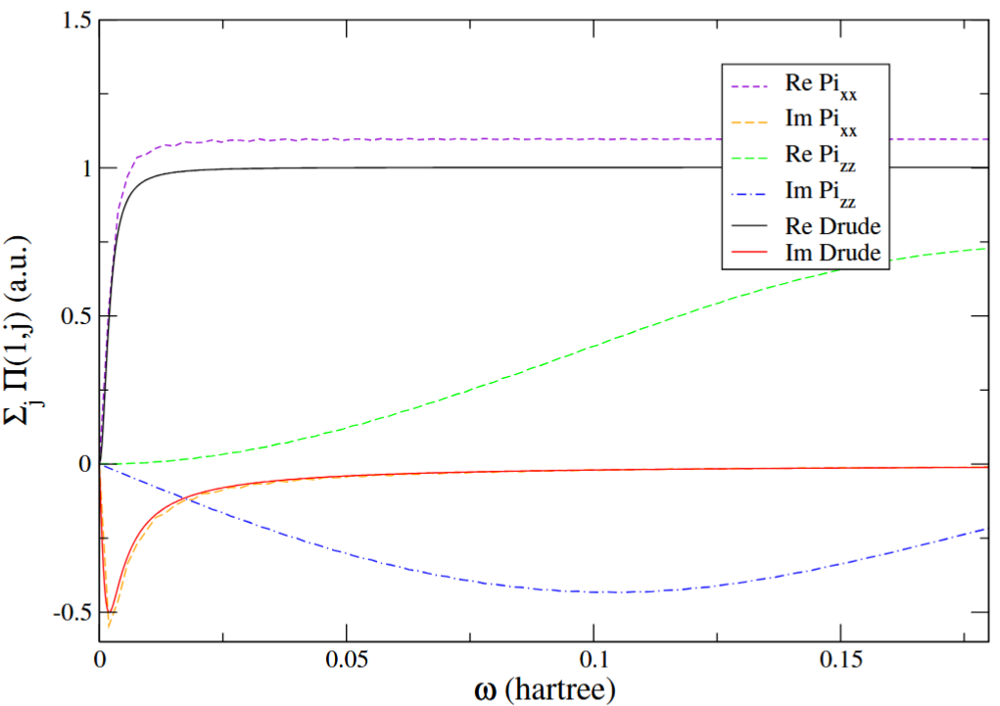 1.5
1
0.5
0
-0.5
Σj Π(1,j) (a.u.)
0
0.05
0.1
0.15
ω (hartree)
Re Pixx
Im Pixx
Re Pizz
Im Pizz
Re Drude
Im Drude